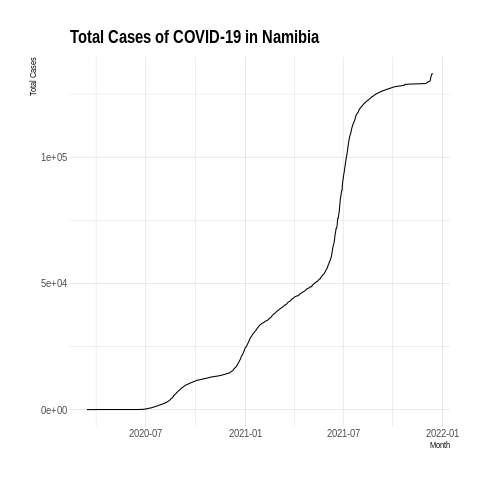 Total Cases of COVID-19 in Namibia
Total Cases
1e+05
5e+04
0e+00
2020-07
2021-01
2021-07
2022-01
Month